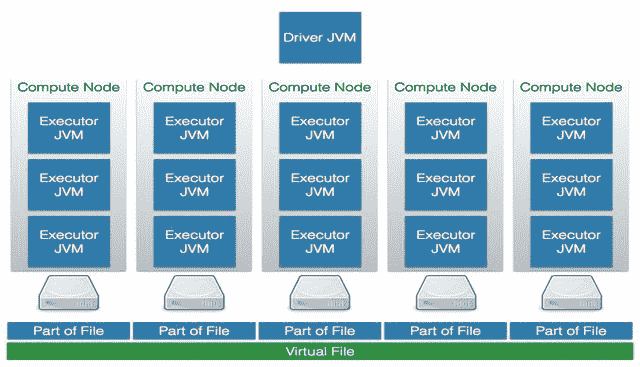 Driver JVM
Compute Node Compute Node Compute Node Compute Node Compute Node
Executor JVM Executor JVM Executor JVM Executor JVM Executor JVM
Executor JVM Executor JVM Executor JVM Executor JVM Executor JVM
Executor JVM Executor JVM Executor JVM Executor JVM Executor JVM
Part of File Part of File Part of File Part of File Part of File
Virtual File